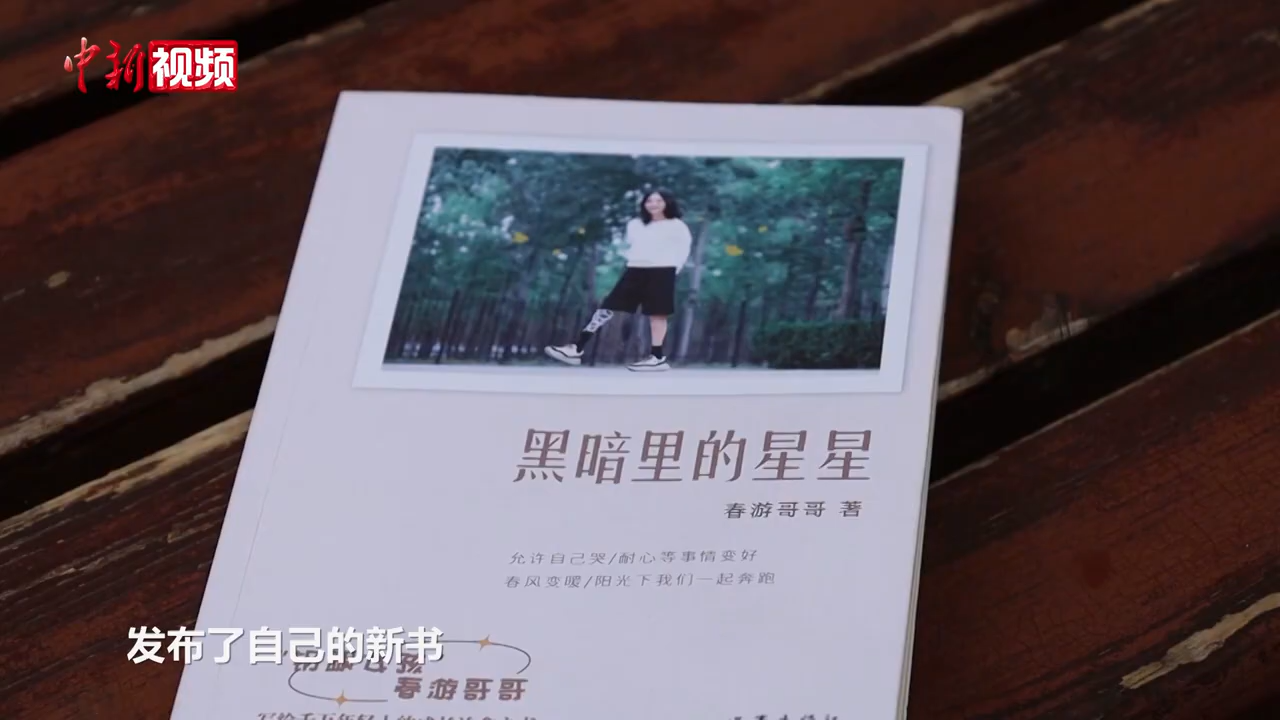 中新视频
黑暗里的星星
春游哥哥 著
允许自己哭/耐心等事情变好
春风变暖/阳光下我们一起奔跑
发布了自己的新书
春游哥哥